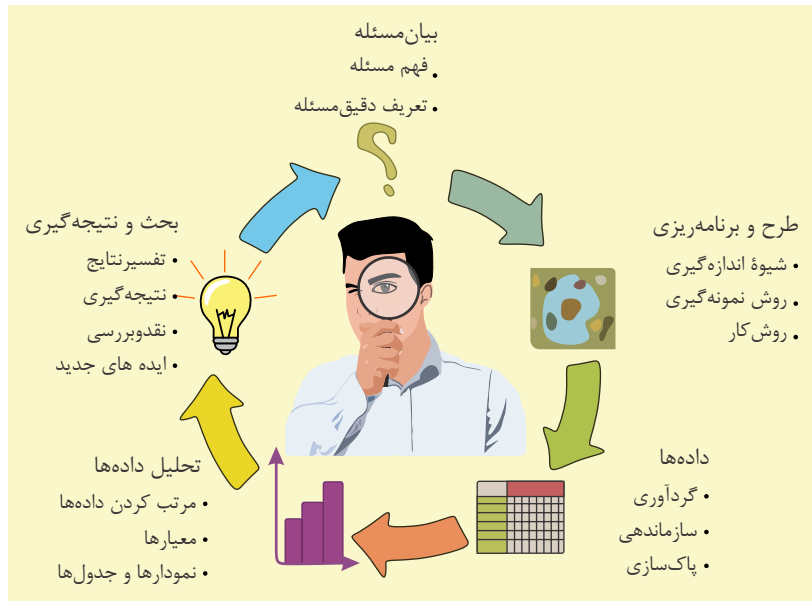 بیان‌مسئله
• فهم مسئله
• تعریف دقیق‌مسئله
طرح و برنامه‌ریزی
• شیوهٔ اندازه‌گیری
• روش نمونه‌گیری
• روش‌کار
داده‌ها
• گردآوری
• سازماندهی
• پاک‌سازی
تحلیل داده‌ها
• مرتب کردن داده‌ها
• معیارها
• نمودارها و جدول‌ها
بحث و نتیجه‌گیری
• تفسیرنتایج
• نتیجه‌گیری
• نقدوبررسی
• ایده های جدید